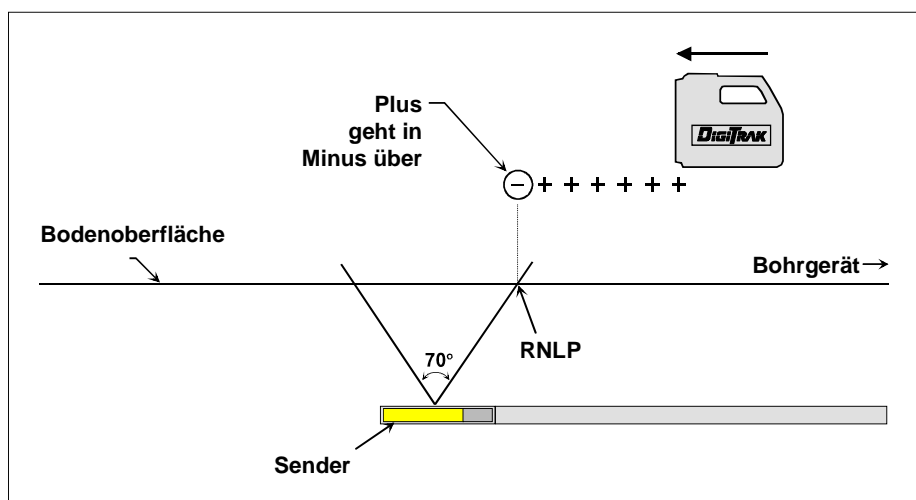 Plus
geht in
Minus über
DIGITRAK
− + + + + + +
Bodenoberfläche
Bohrgerät
RNLP
70°
Sender